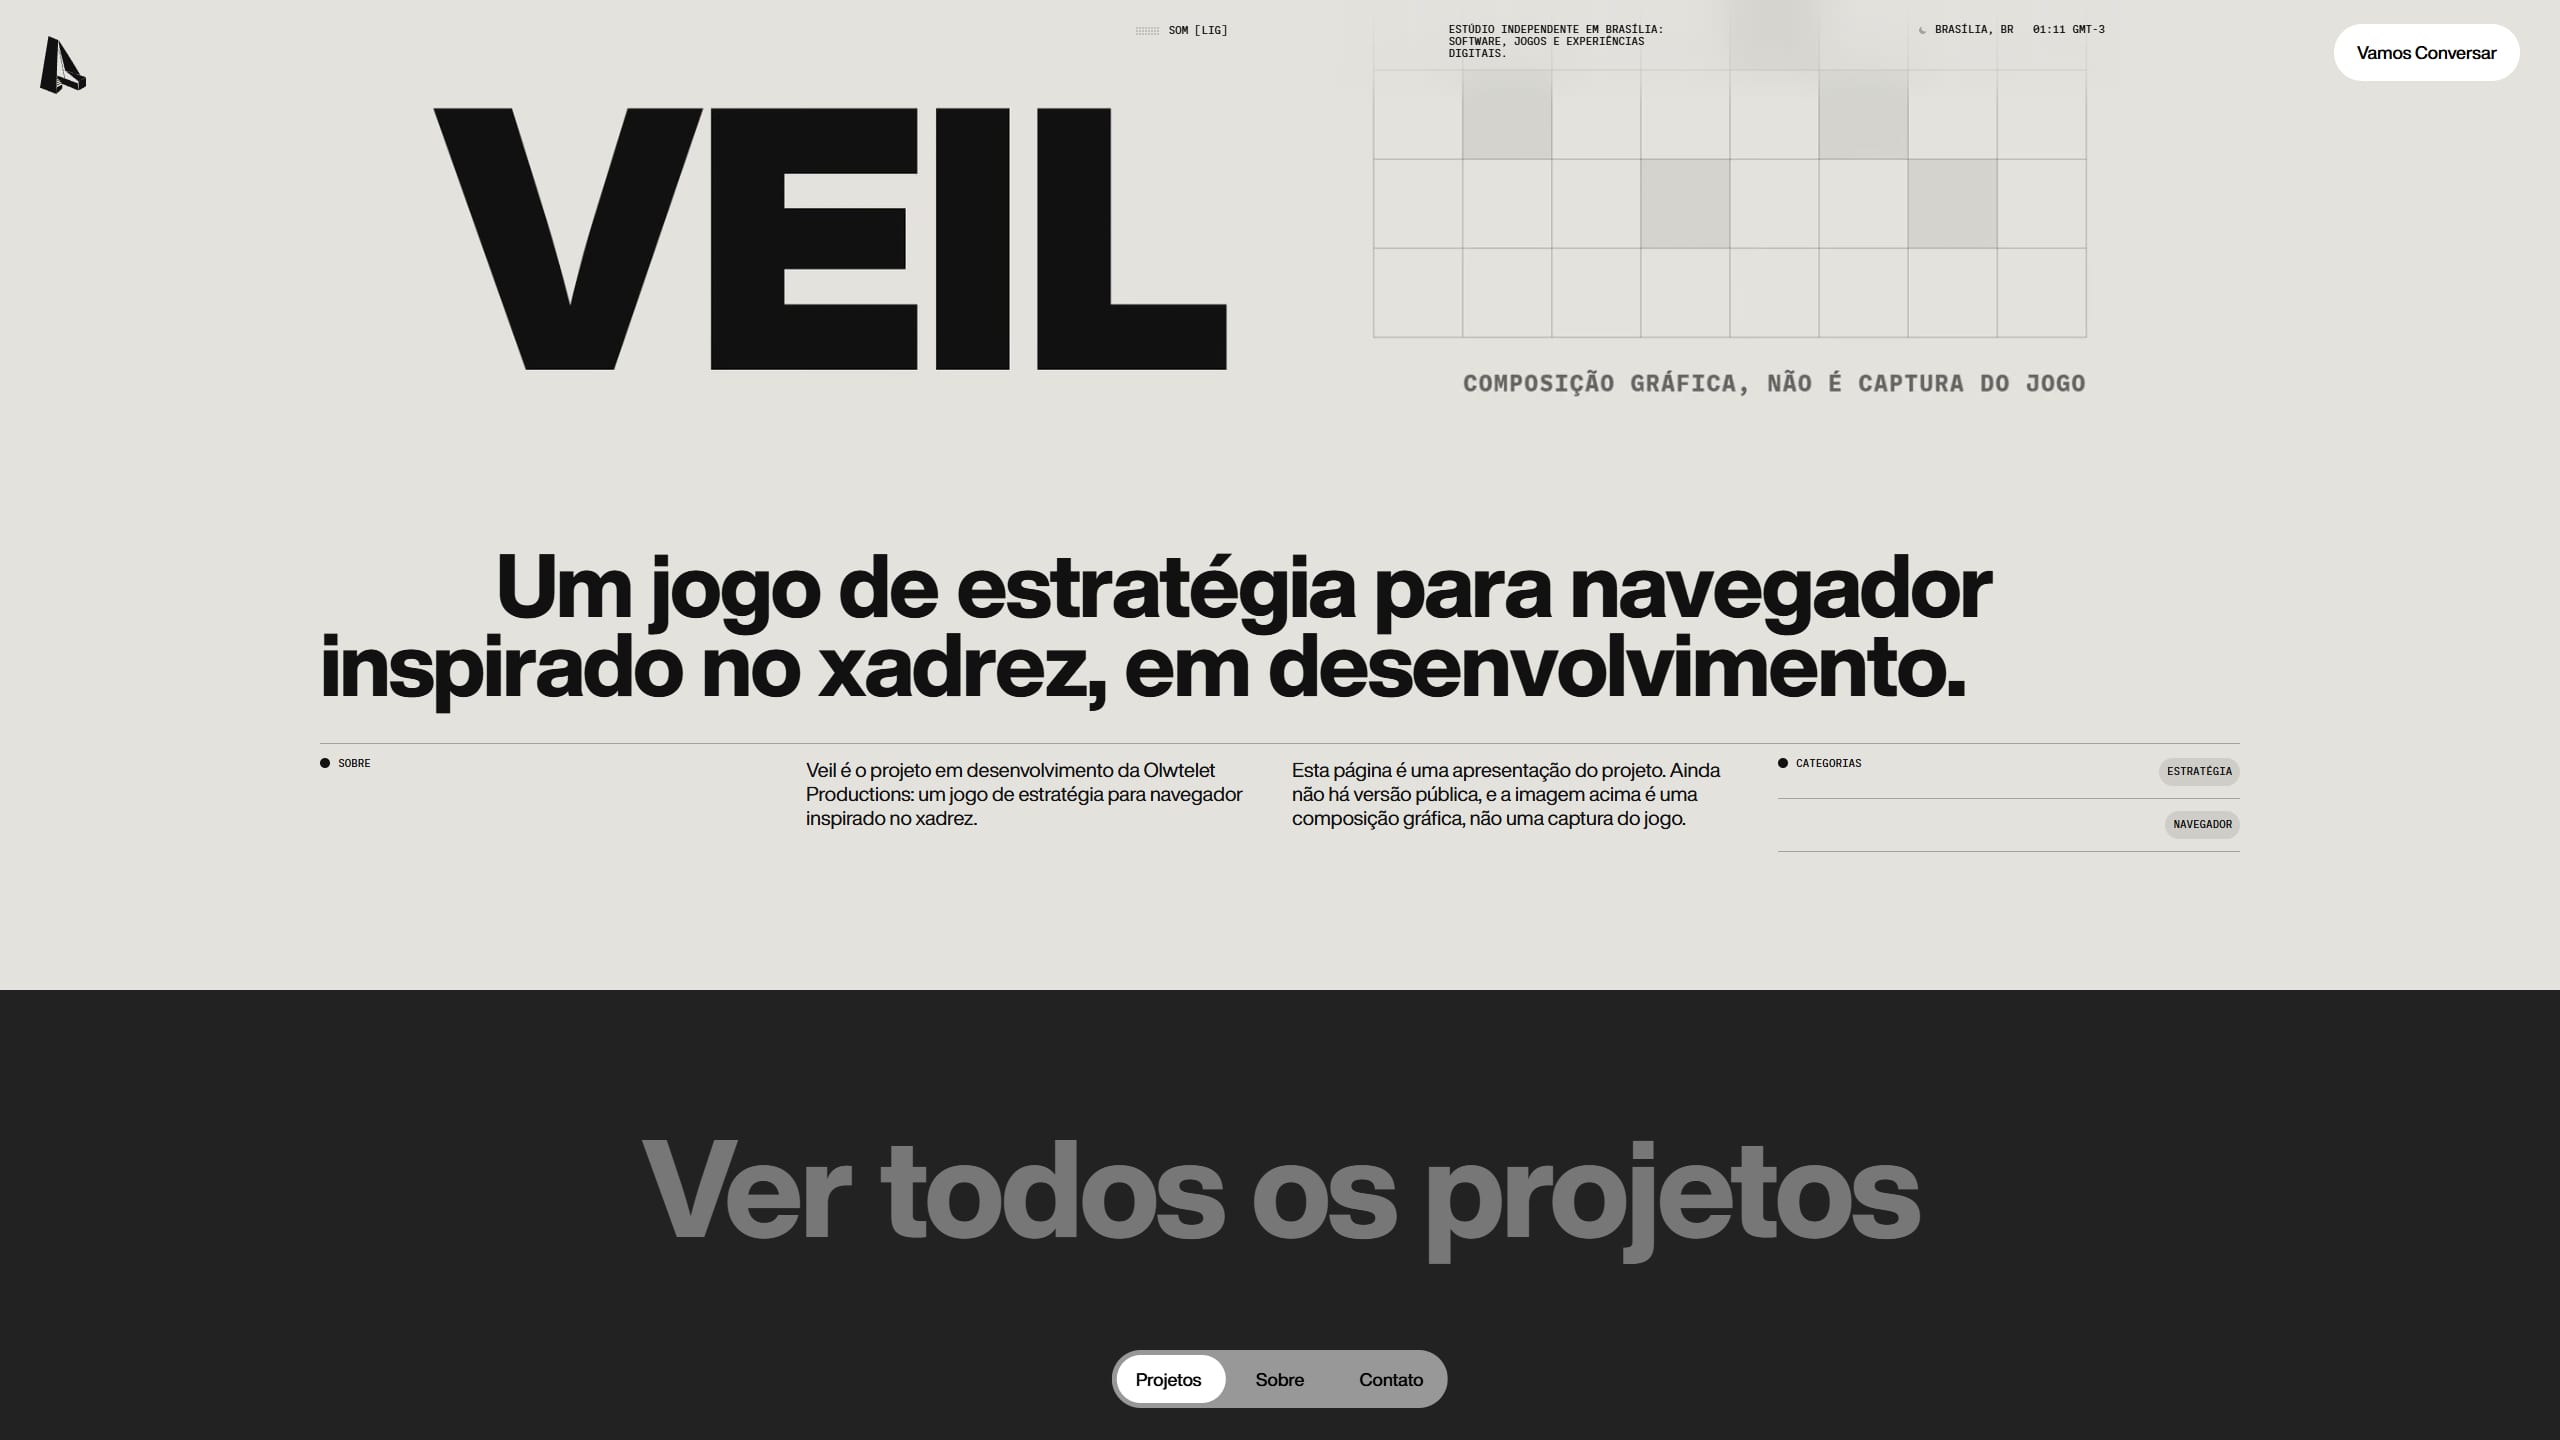 SOM [LIG]
ESTÚDIO INDEPENDENTE EM BRASÍLIA:
SOFTWARE, JOGOS E EXPERIÊNCIAS
DIGITAIS.
BRASÍLIA, BR 01:11 GMT-3
Vamos Conversar
VEIL
COMPOSIÇÃO GRÁFICA, NÃO É CAPTURA DO JOGO
Um jogo de estratégia para navegador
inspirado no xadrez, em desenvolvimento.
SOBRE
Veil é o projeto em desenvolvimento da Olwtelet
Productions: um jogo de estratégia para navegador
inspirado no xadrez.
Esta página é uma apresentação do projeto. Ainda
não há versão pública, e a imagem acima é uma
composição gráfica, não uma captura do jogo.
CATEGORIAS
ESTRATÉGIA
NAVEGADOR
Ver todos os projetos
Projetos
Sobre
Contato